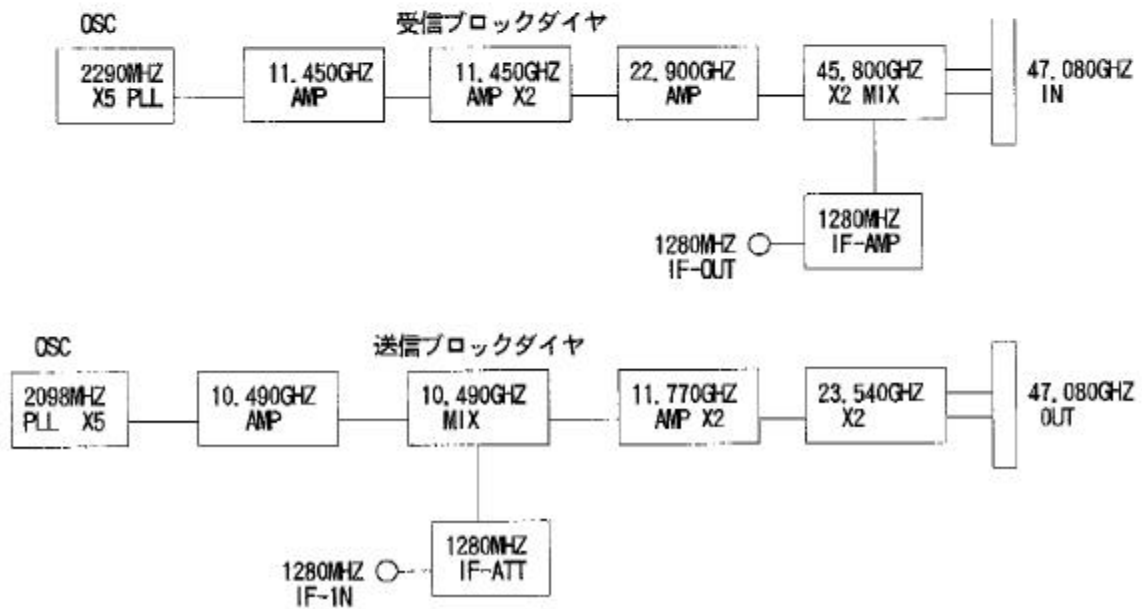 OSC
受信ブロックダイヤ
2290MHZ
X5 PLL
11.450GHZ
AMP
11.450GHZ
AMP X2
22.900GHZ
AMP
45.800GHZ
X2 MIX
47.080GHZ
IN
1280MHZ
IF-AMP
1280MHZ
IF-OUT
OSC
送信ブロックダイヤ
2098MHZ
PLL X5
10.490GHZ
AMP
10.490GHZ
MIX
11.770GHZ
AMP X2
23.540GHZ
X2
47.080GHZ
OUT
1280MHZ
IF-ATT
1280MHZ
IF-1N